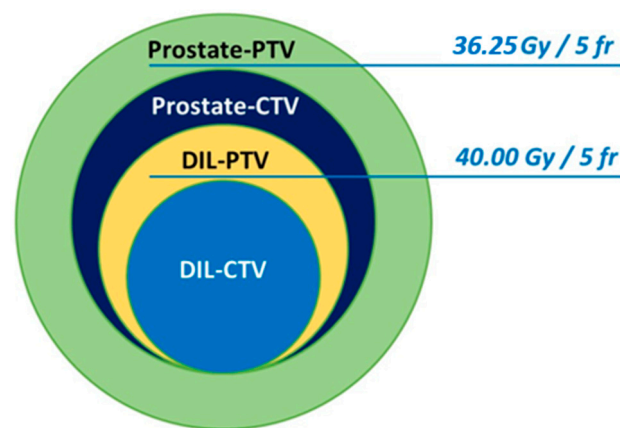 Prostate-PTV
36.25 Gy / 5 fr
Prostate-CTV
DIL-PTV
40.00 Gy / 5 fr
DIL-CTV